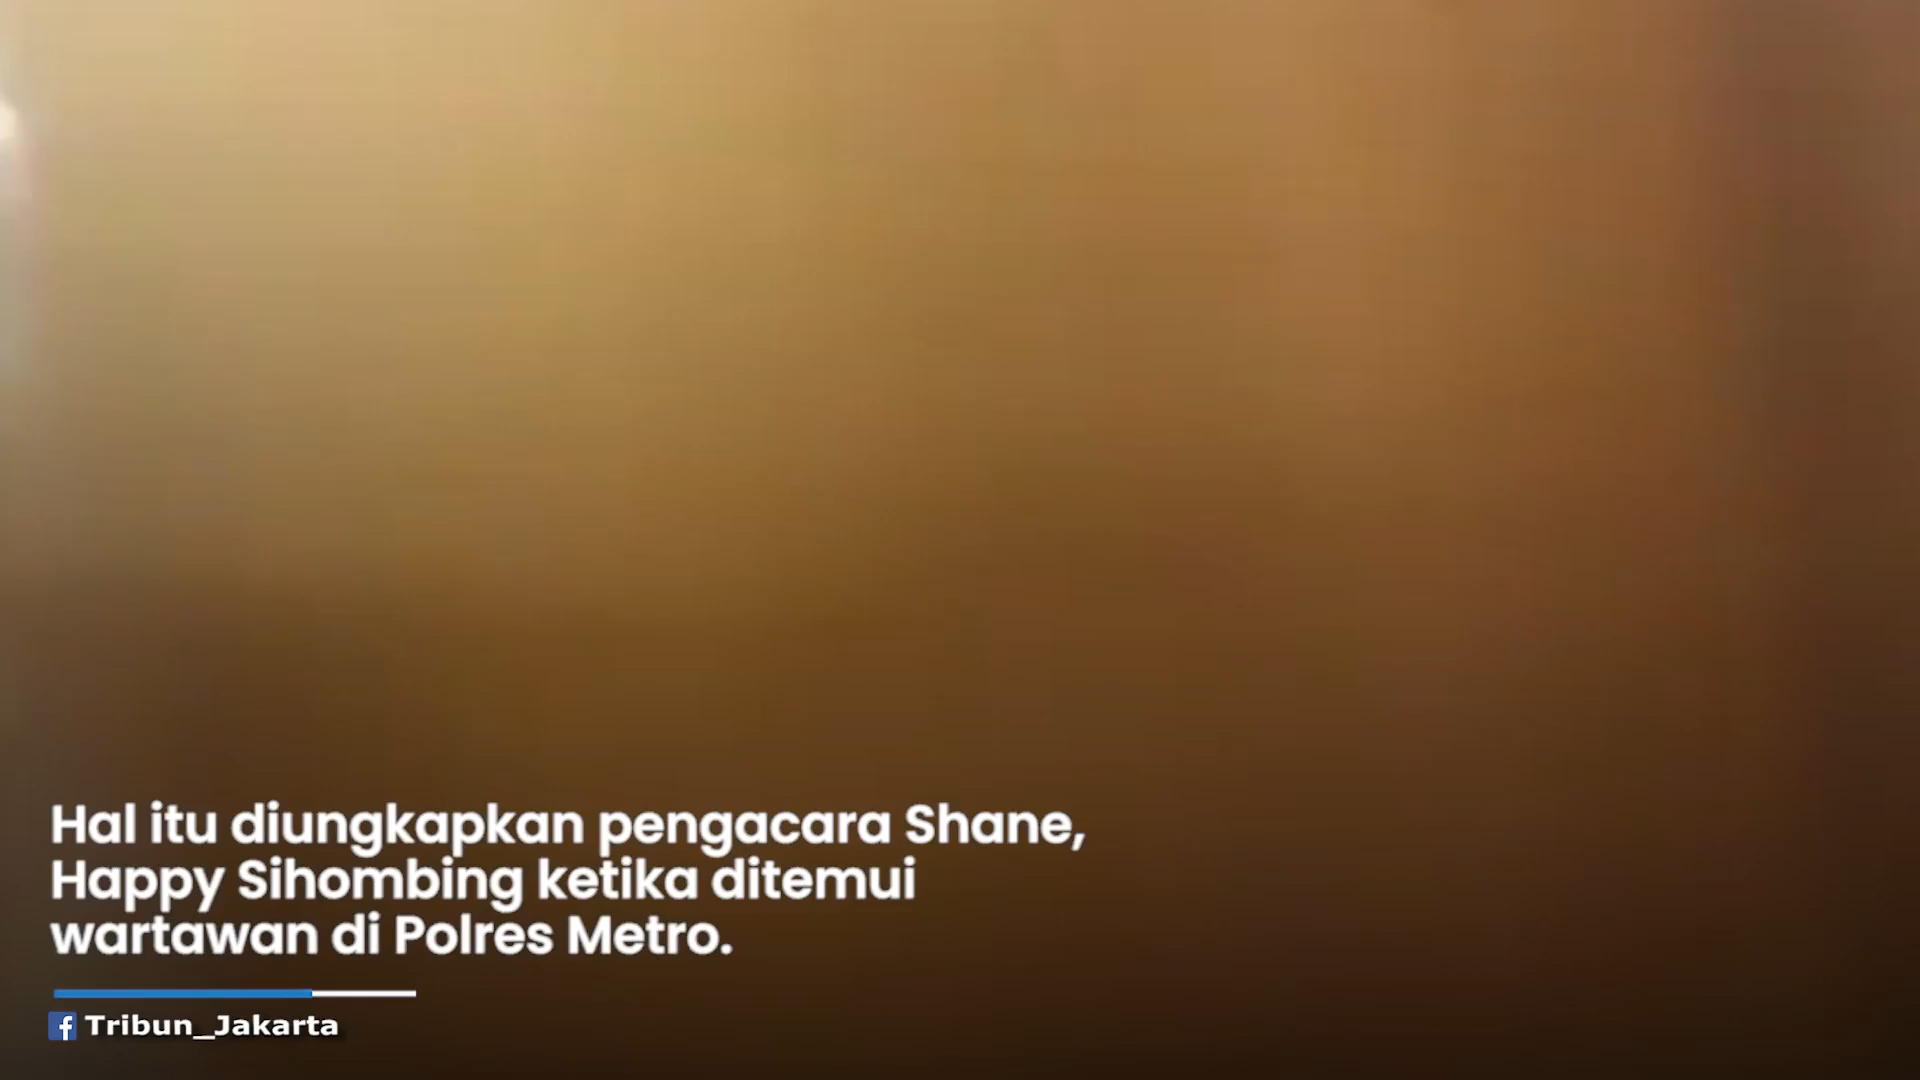 Hal itu diungkapkan pengacara Shane,
Happy Sihombing ketika ditemui
wartawan di Polres Metro.
Tribun_Jakarta